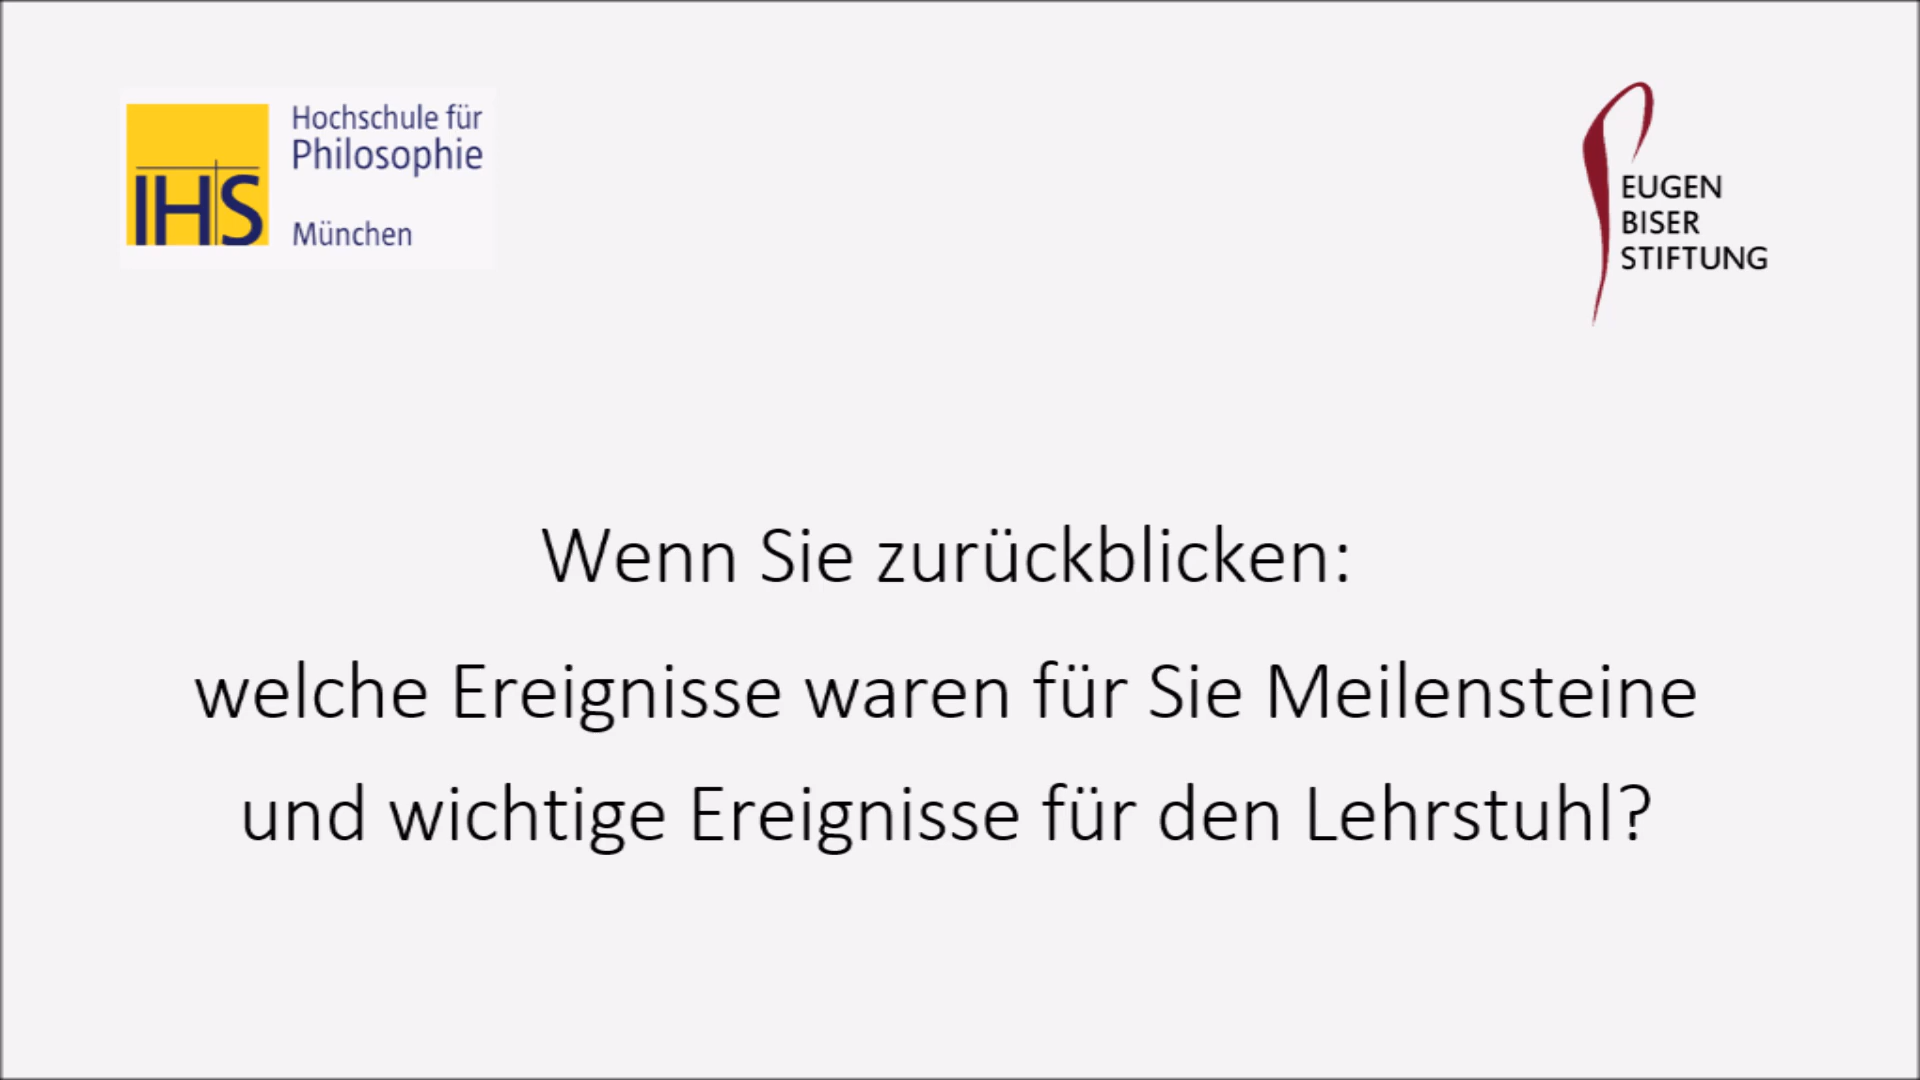 IHS
Hochschule für
Philosophie
München
EUGEN
BISER
STIFTUNG
Wenn Sie zurückblicken:
welche Ereignisse waren für Sie Meilensteine
und wichtige Ereignisse für den Lehrstuhl?